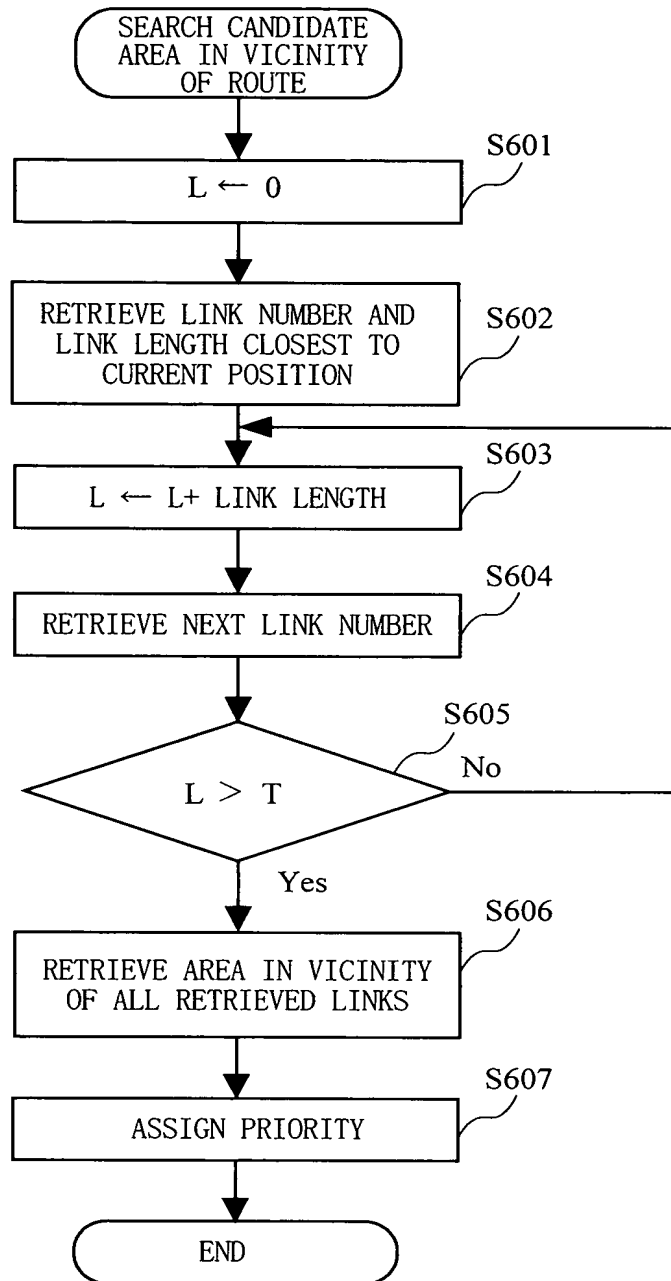 SEARCH CANDIDATE
AREA IN VICINITY
OF ROUTE
S601
L ← 0
S602
RETRIEVE LINK NUMBER AND
LINK LENGTH CLOSEST TO
CURRENT POSITION
S603
L ← L+ LINK LENGTH
S604
RETRIEVE NEXT LINK NUMBER
S605
L > T
No
Yes
S606
RETRIEVE AREA IN VICINITY
OF ALL RETRIEVED LINKS
S607
ASSIGN PRIORITY
END